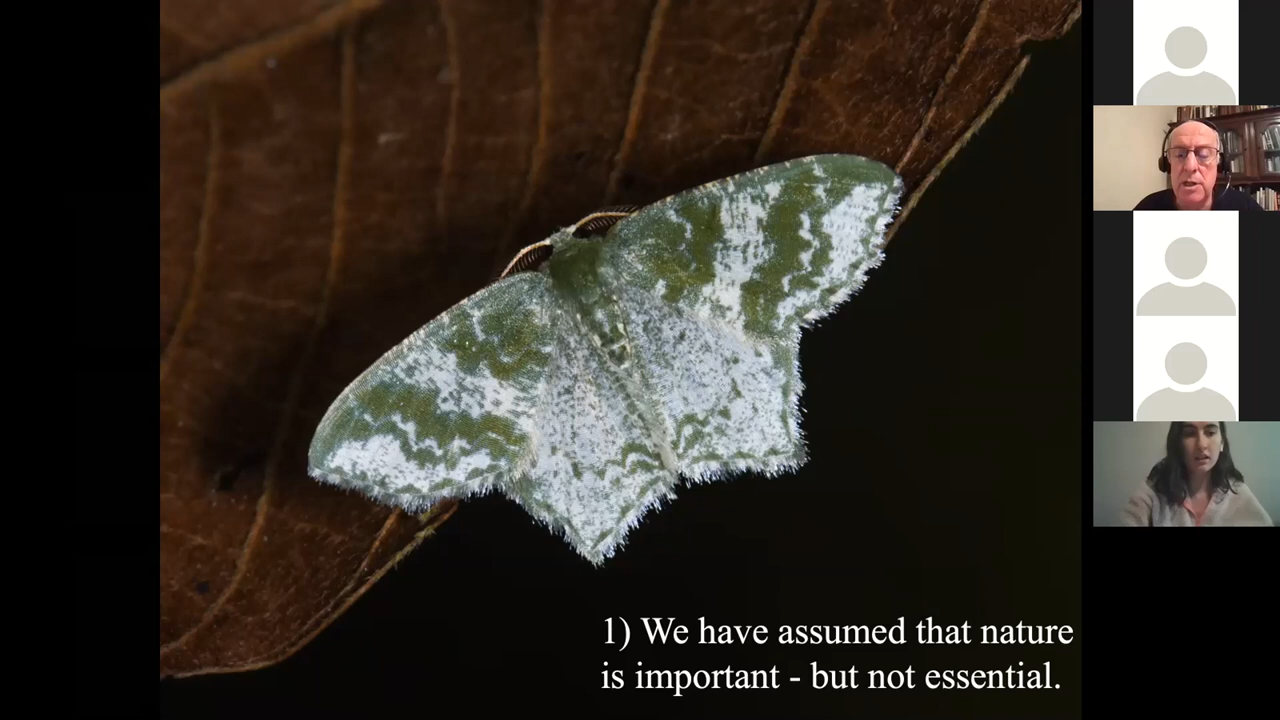 1) We have assumed that nature
is important - but not essential.